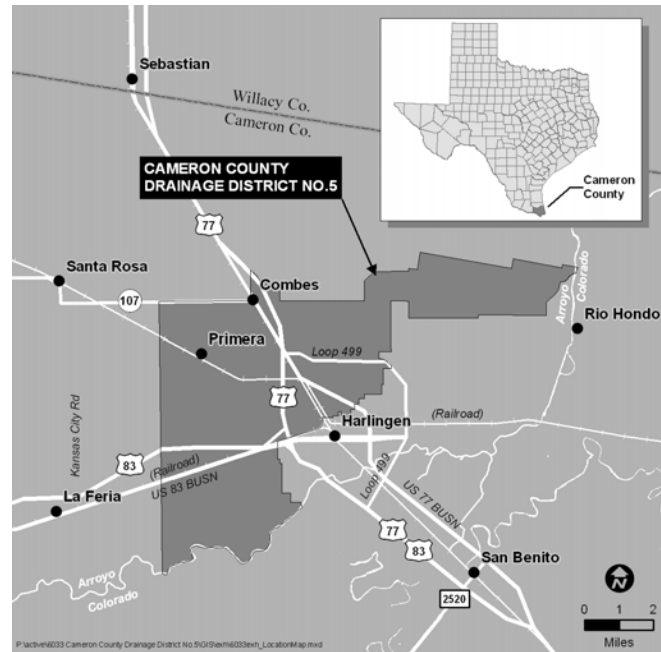 Sebastian
Willacy Co.
Cameron Co.
CAMERON COUNTY
DRAINAGE DISTRICT NO.5
Cameron
County
77
Santa Rosa
107
Combes
Arroyo
Colorado
Rio Hondo
Primera
Loop 499
77
Kansas City Rd
Harlingen
(Railroad)
83
(Railroad)
US 83 BUSN
La Feria
Loop 499
US 77 BUSN
77
83
San Benito
Arroyo
Colorado
2520
N
0 1 2
Miles
P:\active\6033 Cameron County Drainage District No.5\GIS\exh\6033exh_LocationMap.mxd